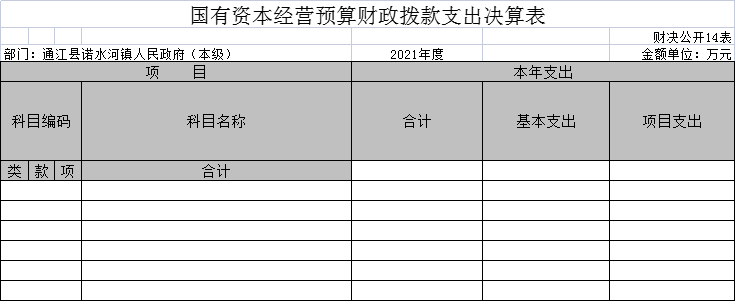 国有资本经营预算财政拨款支出决算表
财决公开14表
部门：通江县诺水河镇人民政府（本级） 2021年度 金额单位：万元
项 目 本年支出
科目编码 科目名称 合计 基本支出 项目支出
类 款 项 合计